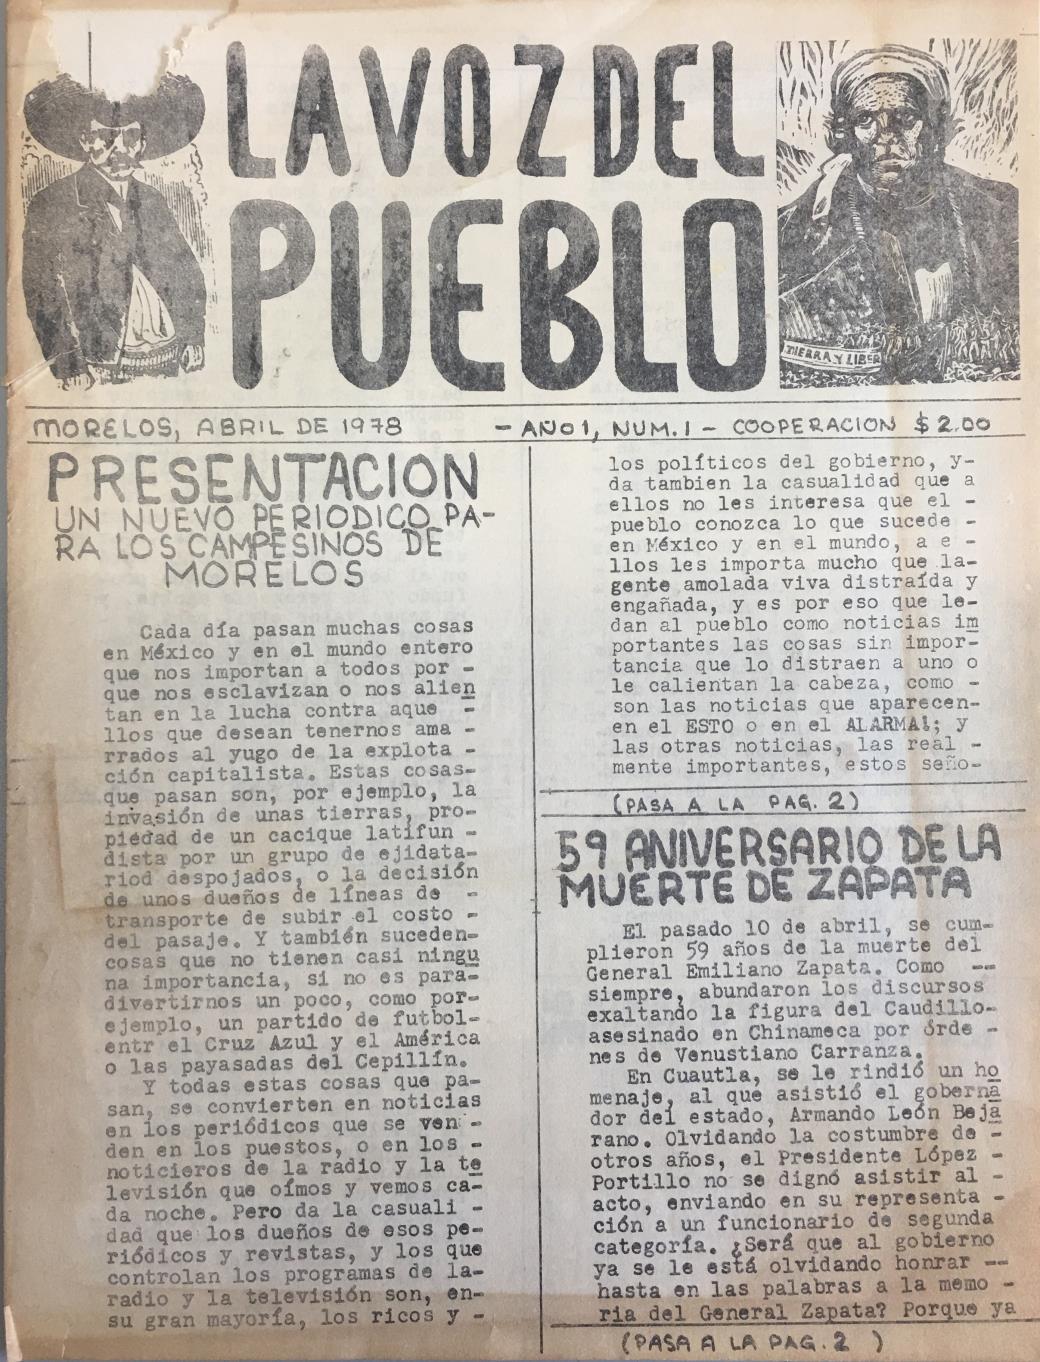 LA VOZ DEL
PUEBLO
TIERRA Y LIBER
MORELOS, ABRIL DE 1978 - AÑO 1, NUM. 1 - COOPERACION $ 2.00
PRESENTACION
UN NUEVO PERIODICO PA-
RA LOS CAMPESINOS DE
MORELOS
Cada día pasan muchas cosas
en México y en el mundo entero
que nos importan a todos por -
que nos esclavizan o nos alien
tan en la lucha contra aque -
llos que desean tenernos ama -
rrados al yugo de la explota -
ción capitalista. Estas cosas-
que pasan son, por ejemplo, la
invasión de unas tierras, pro-
piedad de un cacique latifun -
dista por un grupo de ejidata-
riod despojados, o la decisión
de unos dueños de líneas de -
transporte de subir el costo -
del pasaje. Y también suceden-
cosas que no tienen casi ningu
na importancia, si no es para-
divertirnos un poco, como por-
ejemplo, un partido de futbol-
entr el Cruz Azul y el América
o las payasadas del Cepillín.
Y todas estas cosas que pa-
san, se convierten en noticias
en los periódicos que se ven -
den en los puestos, o en los -
noticieros de la radio y la te
levisión que oímos y vemos ca-
da noche. Pero da la casuali -
dad que los dueños de esos pe-
riódicos y revistas, y los que
controlan los programas de la-
radio y la televisión son, en-
su gran mayoría, los ricos y -
los políticos del gobierno, y-
da tambien la casualidad que a
ellos no les interesa que el -
pueblo conozca lo que sucede -
en México y en el mundo, a e -
llos les importa mucho que la-
gente amolada viva distraída y
engañada, y es por eso que le-
dan al pueblo como noticias im
portantes las cosas sin impor-
tancia que lo distraen a uno o
le calientan la cabeza, como -
son las noticias que aparecen-
en el ESTO o en el ALARMA!; y
las otras noticias, las real -
mente importantes, estos seño-
(PASA A LA PAG. 2)
59 ANIVERSARIO DE LA
MUERTE DE ZAPATA
El pasado 10 de abril, se cum-
plieron 59 años de la muerte del
General Emiliano Zapata. Como --
siempre, abundaron los discursos
exaltando la figura del Caudillo-
asesinado en Chinameca por órde -
nes de Venustiano Carranza.
En Cuautla, se le rindió un ho
menaje, al que asistió el goberna
dor del estado, Armando León Beja
rano. Olvidando la costumbre de -
otros años, el Presidente López -
Portillo no se dignó asistir al -
acto, enviando en su representa -
ción a un funcionario de segunda
categoría. ¿Será que al gobierno
ya se le está olvidando honrar --
hasta en las palabras a la memo -
ria del General Zapata? Porque ya
(PASA A LA PAG. 2 )